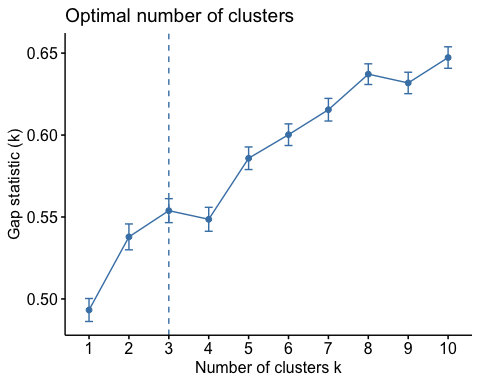 Optimal number of clusters
Gap statistic (k)
0.65
0.60
0.55
0.50
1 2 3 4 5 6 7 8 9 10
Number of clusters k